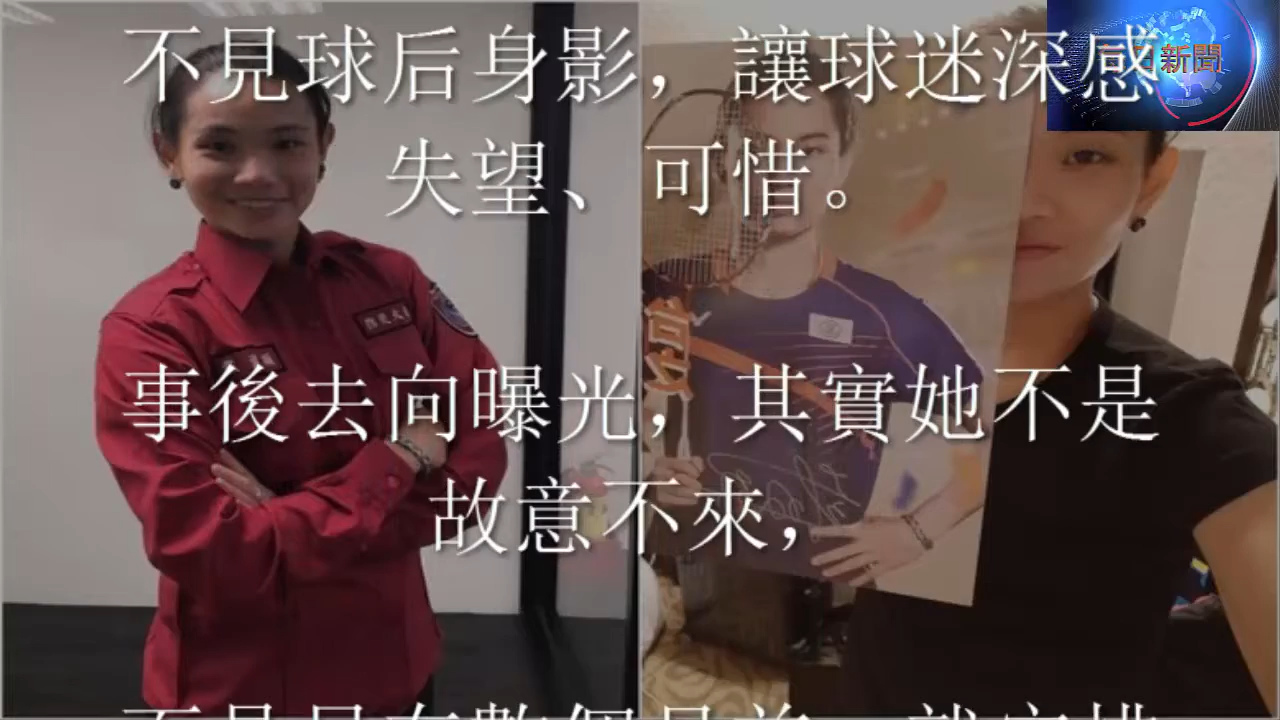 不見球后身影，讓球迷深感
失望、可惜。
新聞
事後去向曝光，其實她不是
故意不來，